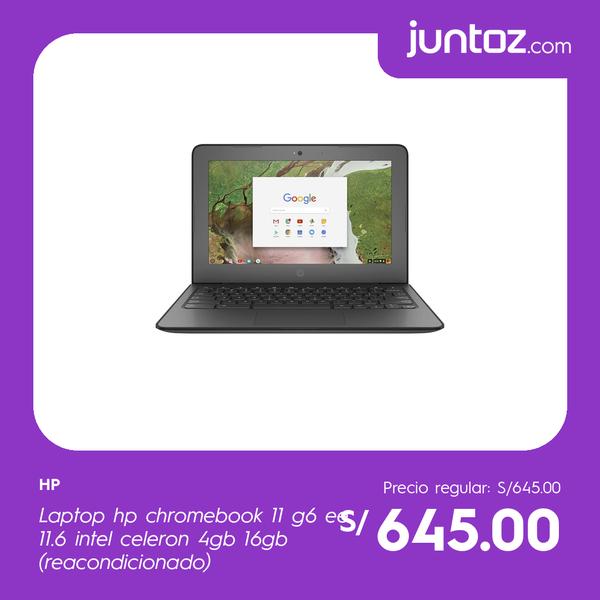 juntoz.com
Google
HP
Precio regular: S/645.00
Laptop hp chromebook 11 g6 ee
S/ 645.00
11.6 intel celeron 4gb 16gb
(reacondicionado)